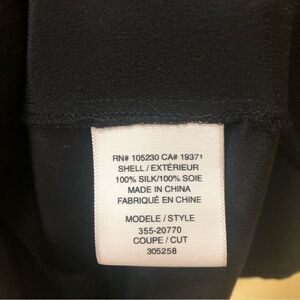 RN# 105230 CA# 19371
SHELL / EXTÉRIEUR
100% SILK/100% SOIE
MADE IN CHINA
FABRIQUÉ EN CHINE
MODELE / STYLE
355-20770
COUPE / CUT
305258